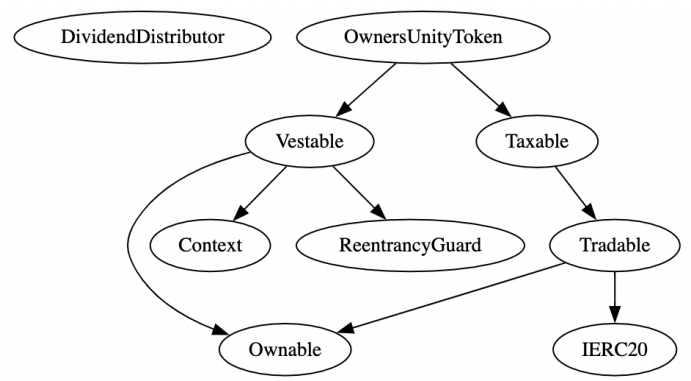 DividendDistributor
OwnersUnityToken
Vestable
Taxable
Context
ReentrancyGuard
Tradable
Ownable
IERC20